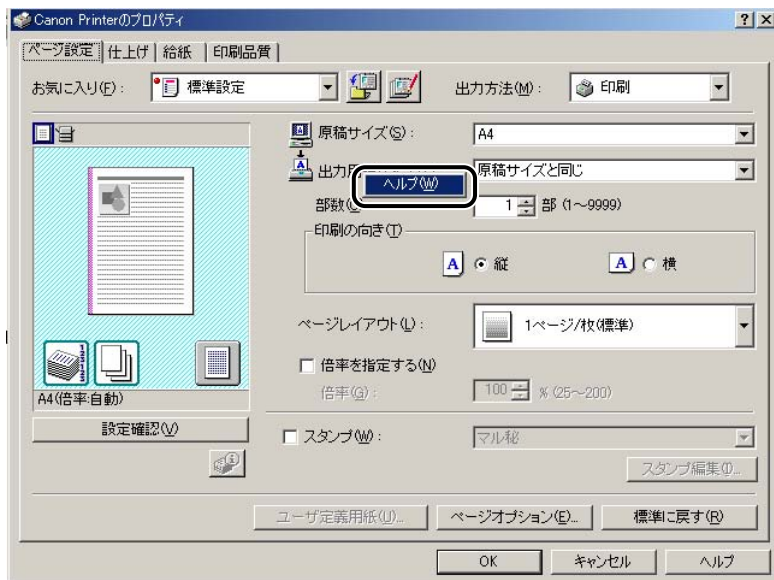 Canon Printerのプロパティ
ページ設定 仕上げ 給紙 印刷品質
お気に入り(F): 標準設定 出力方法(M): 印刷
原稿サイズ(S): A4
出力 原稿サイズと同じ
ヘルプ(W)
部数 1 部 (1～9999)
印刷の向き(T)
A 縦 A 横
ページレイアウト(L): 1ページ/枚(標準)
倍率を指定する(N)
A4(倍率:自動)
倍率(G): 100 % (25～200)
設定確認(V)
スタンプ(W): マル秘
スタンプ編集(I)...
ユーザ定義用紙(U)... ページオプション(E)... 標準に戻す(R)
OK キャンセル ヘルプ